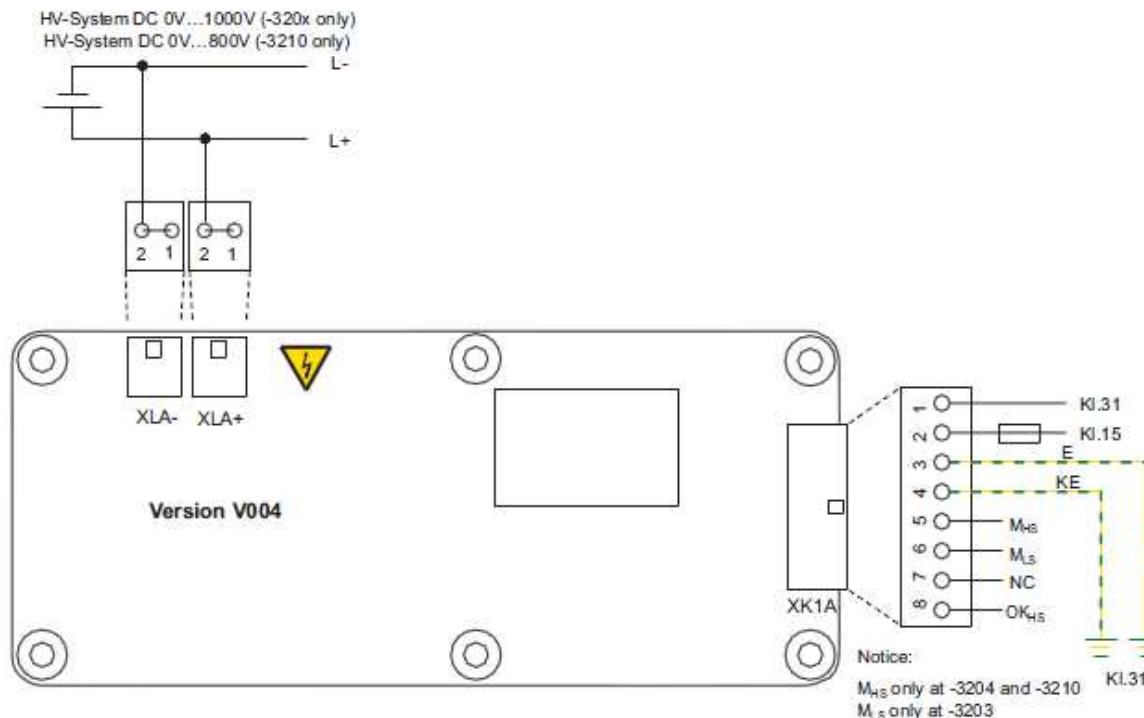 HV-System DC 0V...1000V (-320x only)
HV-System DC 0V...800V (-3210 only)
L-
L+
2 1 2 1
XLA- XLA+
Version V004
XK1A
1 Kl.31
2 Kl.15
3 E
4 KE
5 MHS
6 MLS
7 NC
8 OKHS
Kl.31
Notice:
MHS only at -3204 and -3210
MLS only at -3203